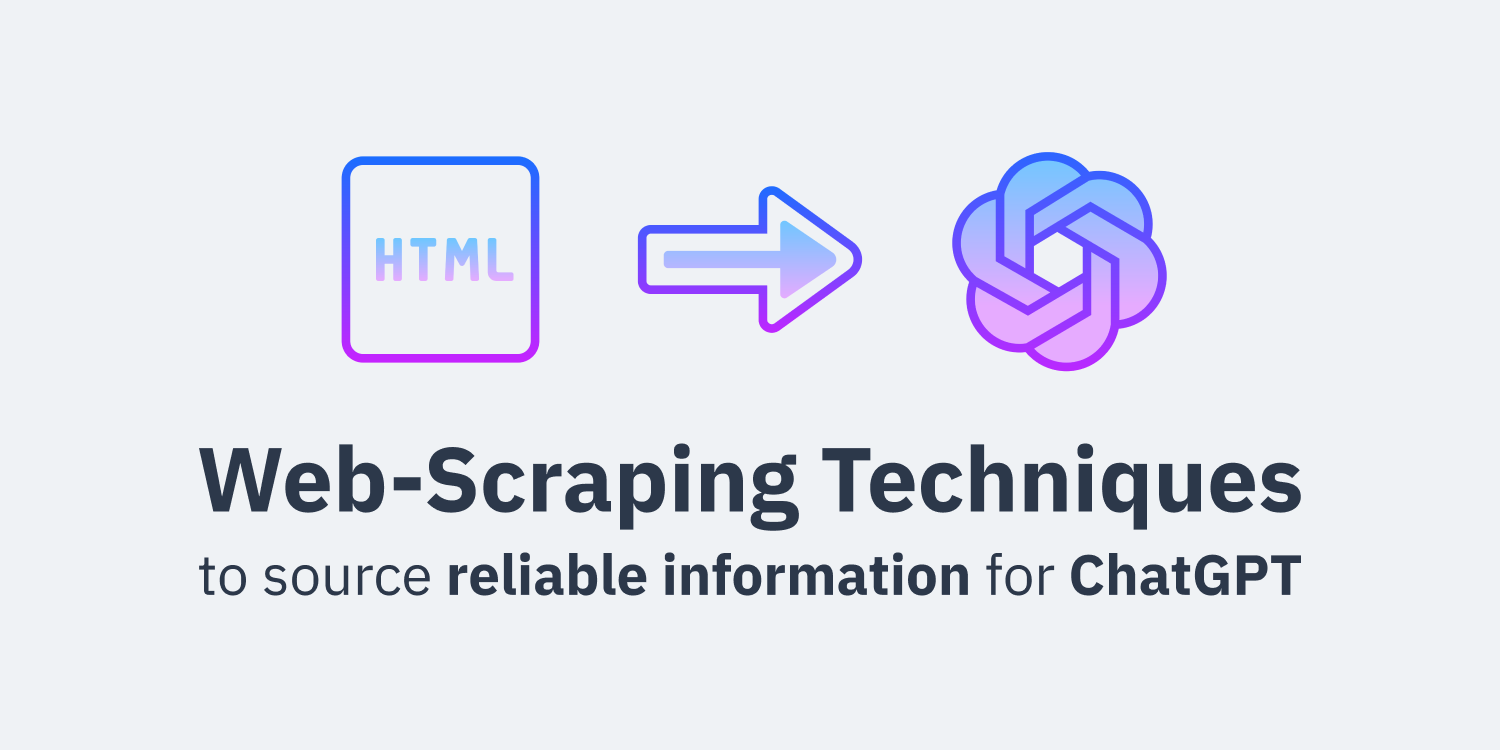 HTML
Web-Scraping Techniques
to source reliable information for ChatGPT